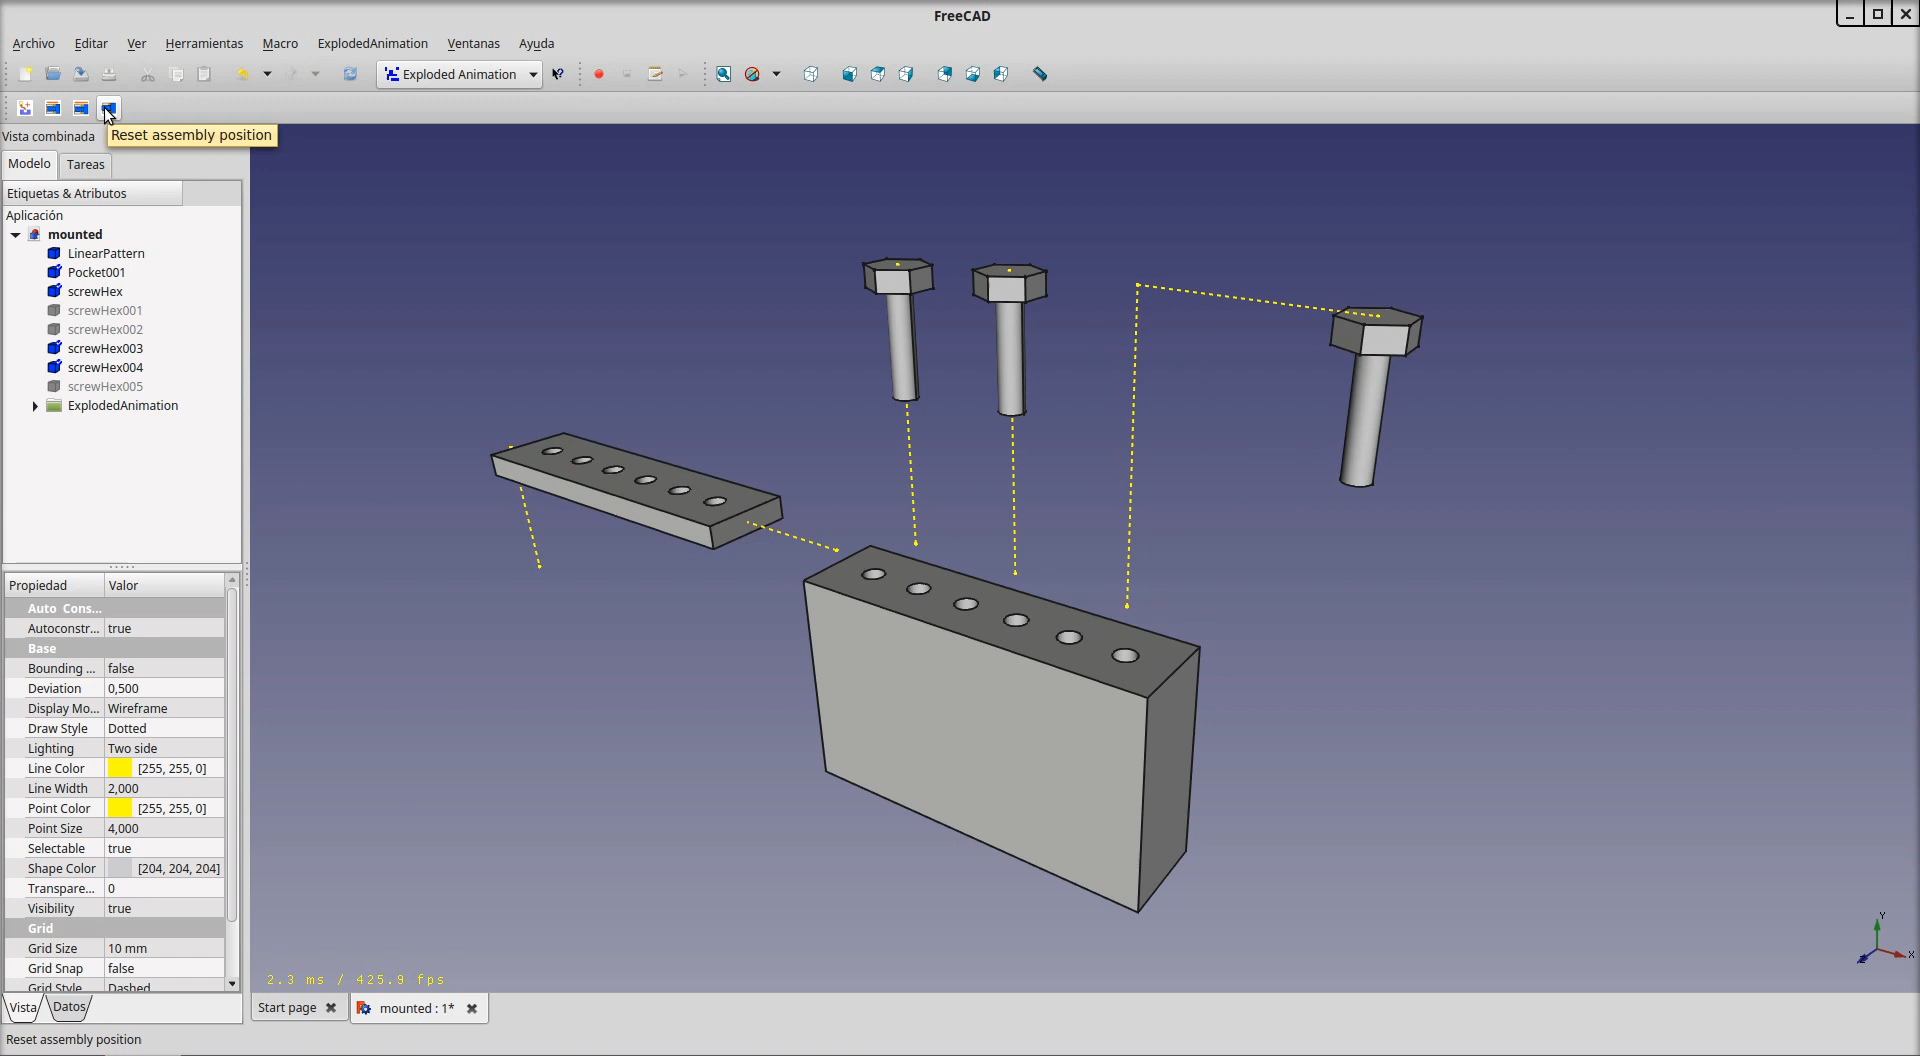 FreeCAD
Archivo Editar Ver Herramientas Macro ExplodedAnimation Ventanas Ayuda
Exploded Animation
Reset assembly position
Vista combinada
Modelo Tareas
Etiquetas & Atributos
Aplicación
mounted
LinearPattern
Pocket001
screwHex
screwHex001
screwHex002
screwHex003
screwHex004
screwHex005
ExplodedAnimation
Propiedad Valor
Auto Cons...
Autoconstr... true
Base
Bounding ... false
Deviation 0,500
Display Mo... Wireframe
Draw Style Dotted
Lighting Two side
Line Color [255, 255, 0]
Line Width 2,000
Point Color [255, 255, 0]
Point Size 4,000
Selectable true
Shape Color [204, 204, 204]
Transpare... 0
Visibility true
Grid
Grid Size 10 mm
Grid Snap false
Grid Style Dashed
Vista Datos
2.3 ms / 425.9 fps
Y
X
Z
Start page mounted : 1*
Reset assembly position